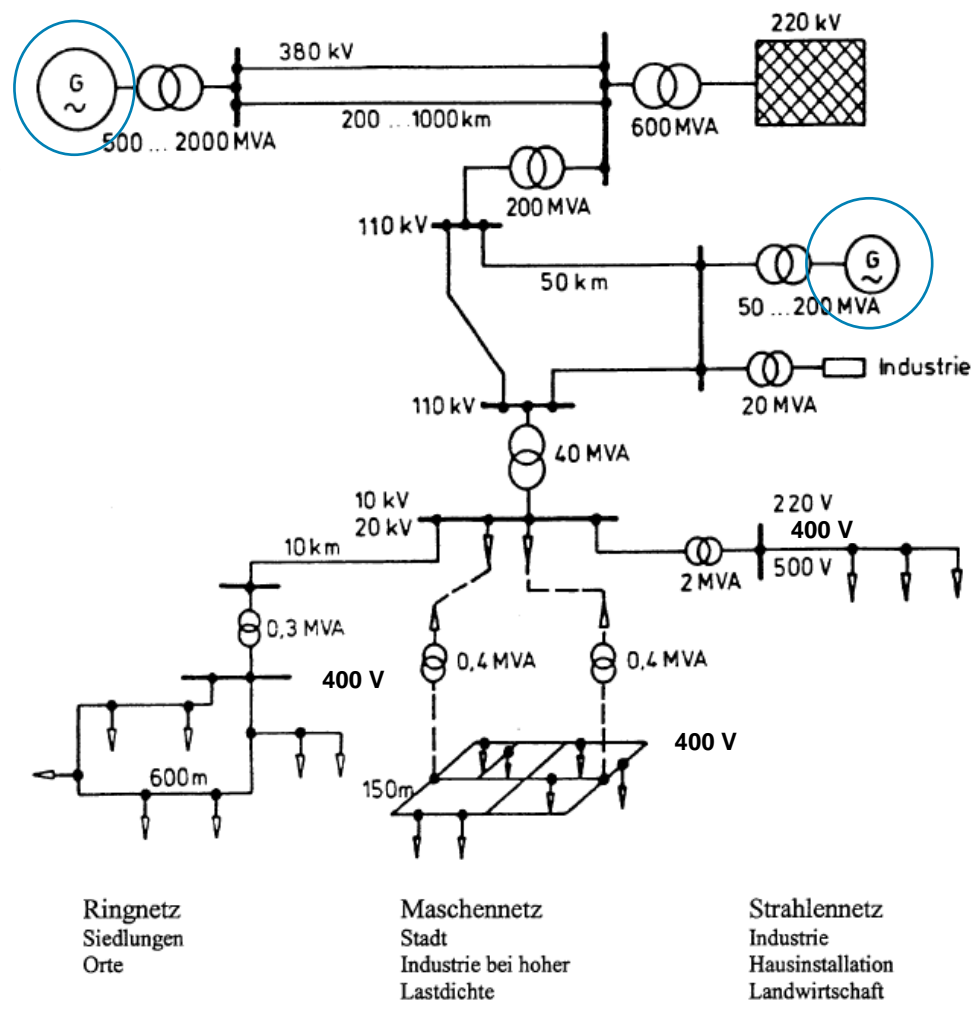 220 kV
380 kV
G
~
200 ... 1000 km
600 MVA
500 ... 2000 MVA
200 MVA
110 kV
G
~
50 km
50 ... 200 MVA
Industrie
110 kV
20 MVA
40 MVA
10 kV
20 kV
220 V
400 V
500 V
10 km
2 MVA
0,3 MVA
0,4 MVA
0,4 MVA
400 V
400 V
600 m
150 m
Ringnetz
Siedlungen
Orte
Maschennetz
Stadt
Industrie bei hoher
Lastdichte
Strahlennetz
Industrie
Hausinstallation
Landwirtschaft